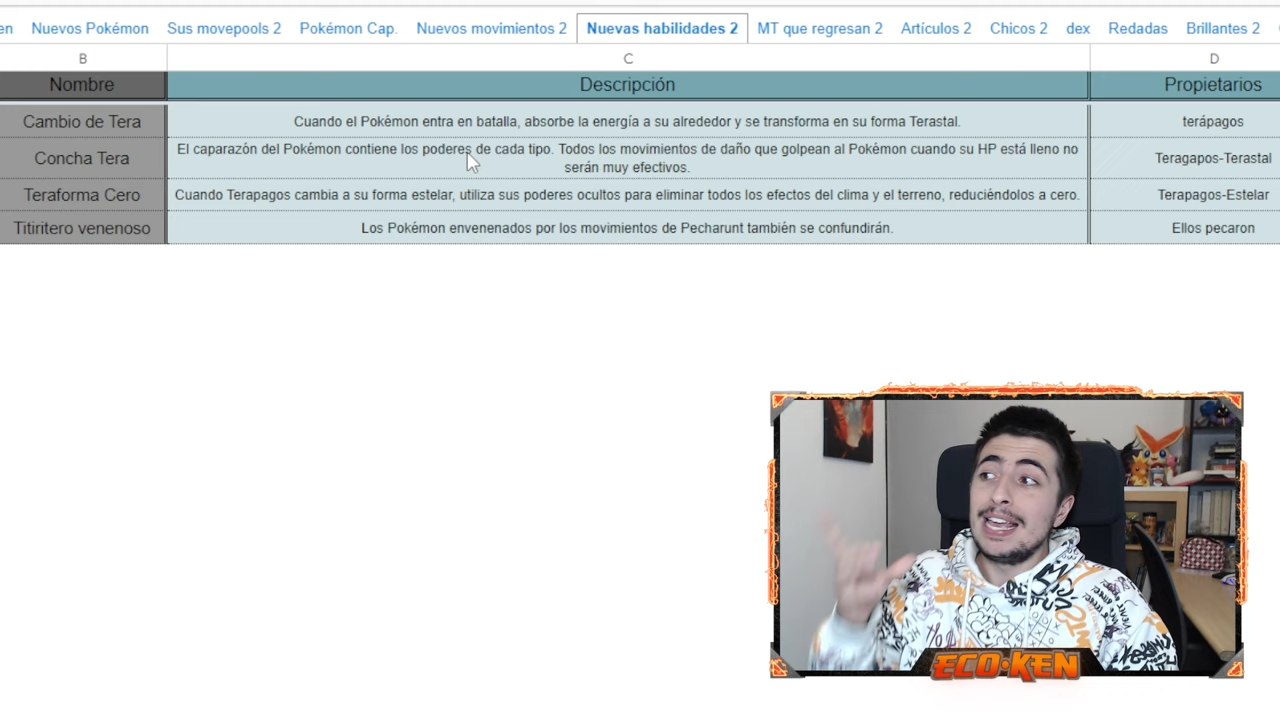 en Nuevos Pokémon Sus movepools 2 Pokémon Cap. Nuevos movimientos 2 Nuevas habilidades 2 MT que regresan 2 Artículos 2 Chicos 2 dex Redadas Brillantes 2
B C D
Nombre Descripción Propietarios
Cambio de Tera Cuando el Pokémon entra en batalla, absorbe la energía a su alrededor y se transforma en su forma Terastal. terápagos
Concha Tera El caparazón del Pokémon contiene los poderes de cada tipo. Todos los movimientos de daño que golpean al Pokémon cuando su HP está lleno no
serán muy efectivos. Teragapos-Terastal
Teraforma Cero Cuando Terapagos cambia a su forma estelar, utiliza sus poderes ocultos para eliminar todos los efectos del clima y el terreno, reduciéndolos a cero. Terapagos-Estelar
Titiritero venenoso Los Pokémon envenenados por los movimientos de Pecharunt también se confundirán. Ellos pecaron
ECO·KEN